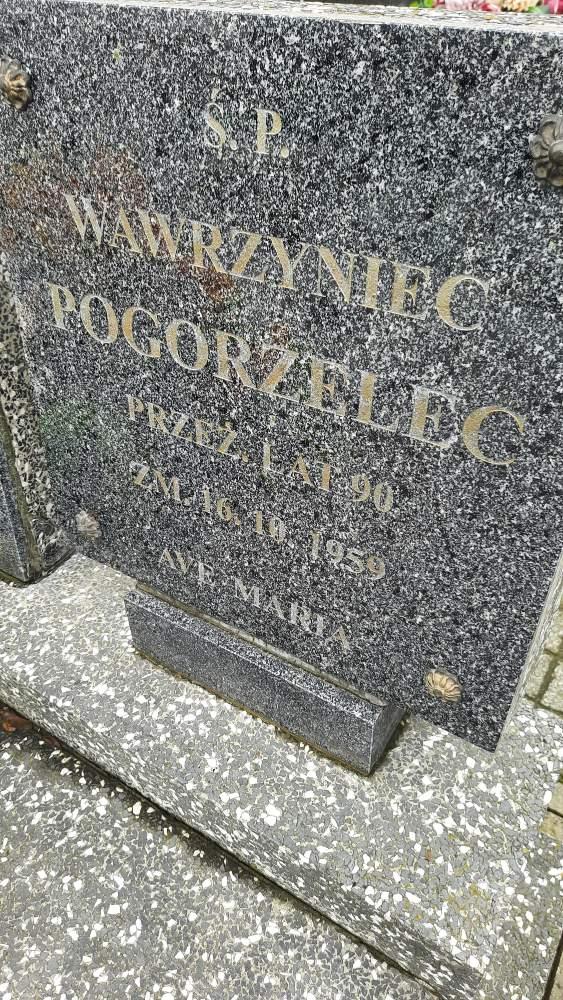 Ś. P.
WAWRZYNIEC
POGORZELEC
PRZEŻ. LAT 90
ZM. 16. 10. 1959
AVE MARIA